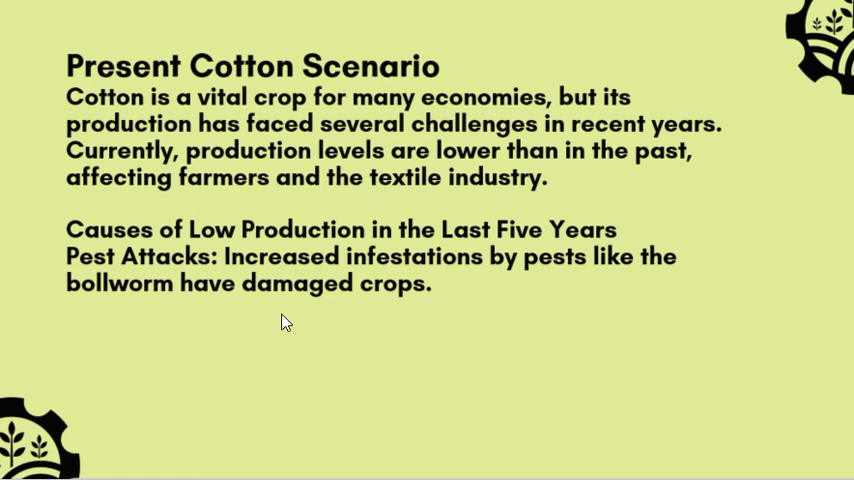 Present Cotton Scenario
Cotton is a vital crop for many economies, but its
production has faced several challenges in recent years.
Currently, production levels are lower than in the past,
affecting farmers and the textile industry.
Causes of Low Production in the Last Five Years
Pest Attacks: Increased infestations by pests like the
bollworm have damaged crops.